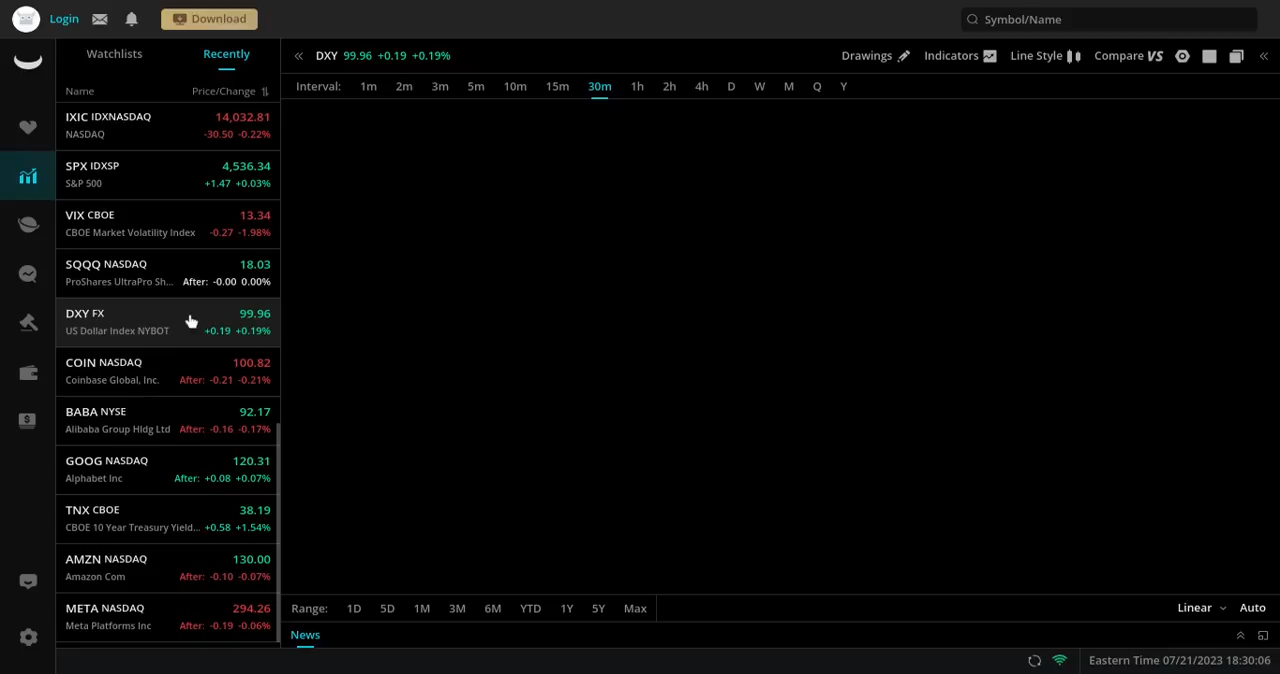 Login
Download
Symbol/Name
Watchlists
Recently
Name
Price/Change
IXIC IDXNASDAQ 14,032.81
NASDAQ -30.50 -0.22%
SPX IDXSP 4,536.34
S&P 500 +1.47 +0.03%
VIX CBOE 13.34
CBOE Market Volatility Index -0.27 -1.98%
SQQQ NASDAQ 18.03
ProShares UltraPro Sh... After: -0.00 0.00%
DXY FX 99.96
US Dollar Index NYBOT +0.19 +0.19%
COIN NASDAQ 100.82
Coinbase Global, Inc. After: -0.21 -0.21%
BABA NYSE 92.17
Alibaba Group Hldg Ltd After: -0.16 -0.17%
GOOG NASDAQ 120.31
Alphabet Inc After: +0.08 +0.07%
TNX CBOE 38.19
CBOE 10 Year Treasury Yield... +0.58 +1.54%
AMZN NASDAQ 130.00
Amazon Com After: -0.10 -0.07%
META NASDAQ 294.26
Meta Platforms Inc After: -0.19 -0.06%
DXY 99.96 +0.19 +0.19%
Drawings Indicators Line Style Compare VS
Interval: 1m 2m 3m 5m 10m 15m 30m 1h 2h 4h D W M Q Y
Range: 1D 5D 1M 3M 6M YTD 1Y 5Y Max
Linear Auto
News
Eastern Time 07/21/2023 18:30:06